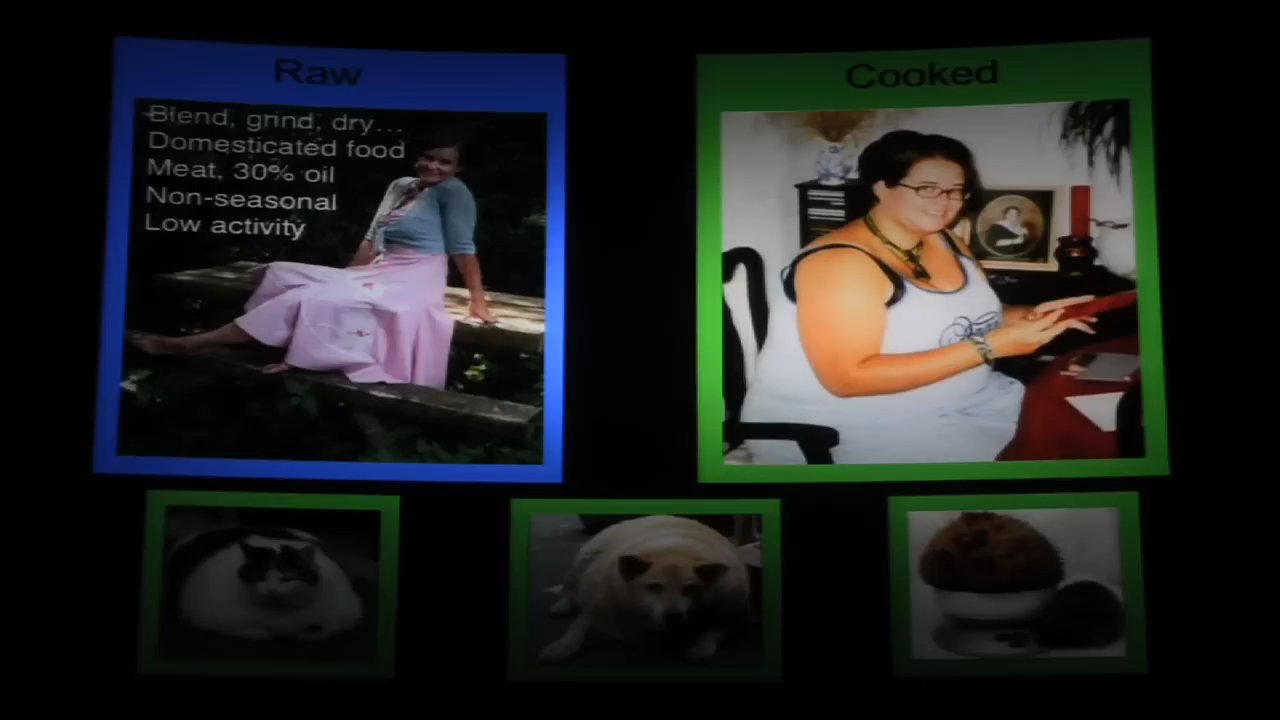 Raw
Blend, grind, dry...
Domesticated food
Meat, 30% oil
Non-seasonal
Low activity
Cooked